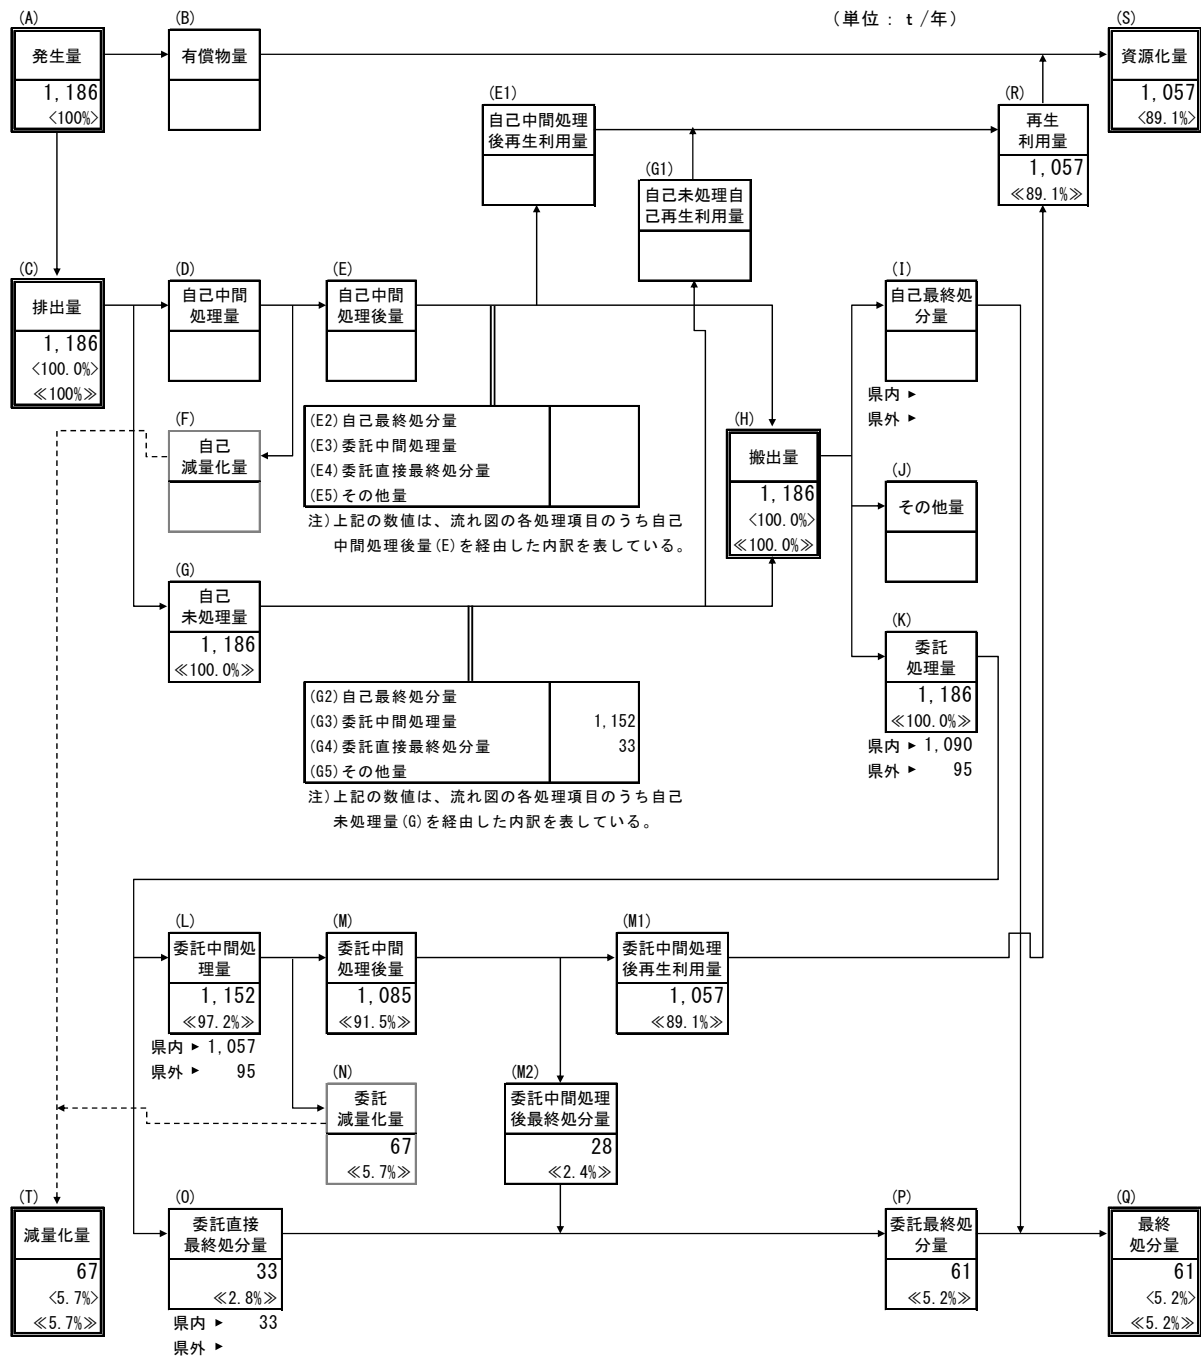 (単位：t/年)
(A)
発生量
1,186
<100%>
(B)
有償物量
(S)
資源化量
1,057
<89.1%>
(E1)
自己中間処理
後再生利用量
(R)
再生
利用量
1,057
≪89.1%≫
(G1)
自己未処理自
己再生利用量
(C)
排出量
1,186
<100.0%>
≪100%≫
(D)
自己中間
処理量
(E)
自己中間
処理後量
(I)
自己最終処
分量
県内 ►
県外 ►
(F)
自己
減量化量
(E2)自己最終処分量
(E3)委託中間処理量
(E4)委託直接最終処分量
(E5)その他量
注)上記の数値は、流れ図の各処理項目のうち自己
中間処理後量(E)を経由した内訳を表している。
(H)
搬出量
1,186
<100.0%>
≪100.0%≫
(J)
その他量
(G)
自己
未処理量
1,186
≪100.0%≫
(K)
委託
処理量
1,186
≪100.0%≫
県内 ► 1,090
県外 ► 95
(G2)自己最終処分量
(G3)委託中間処理量 1,152
(G4)委託直接最終処分量 33
(G5)その他量
注)上記の数値は、流れ図の各処理項目のうち自己
未処理量(G)を経由した内訳を表している。
(L)
委託中間処
理量
1,152
≪97.2%≫
県内 ► 1,057
県外 ► 95
(M)
委託中間
処理後量
1,085
≪91.5%≫
(M1)
委託中間処理
後再生利用量
1,057
≪89.1%≫
(N)
委託
減量化量
67
≪5.7%≫
(M2)
委託中間処理
後最終処分量
28
≪2.4%≫
(T)
減量化量
67
<5.7%>
≪5.7%≫
(O)
委託直接
最終処分量
33
≪2.8%≫
県内 ► 33
県外 ►
(P)
委託最終処
分量
61
≪5.2%≫
(Q)
最終
処分量
61
<5.2%>
≪5.2%≫